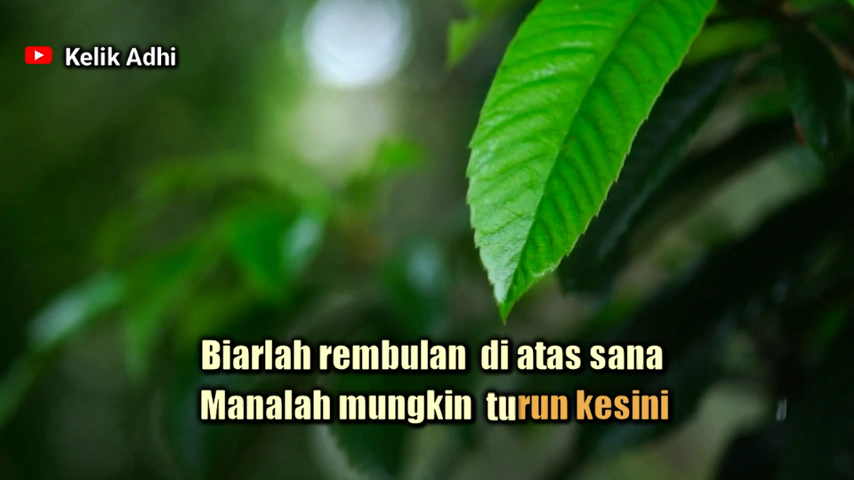 Kelik Adhi
Biarlah rembulan di atas sana
Manalah mungkin turun kesini